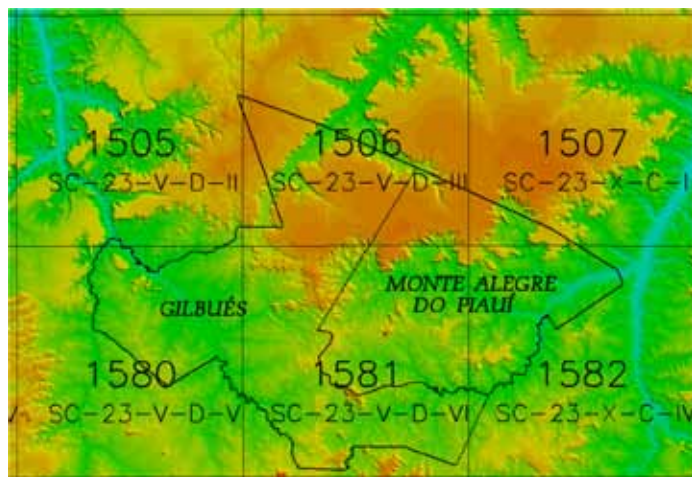 1505 1506 1507
SC-23-V-D-II SC-23-V-D-III SC-23-X-C-I
GILBUÉS
MONTE ALEGRE
DO PIAUÍ
1580 1581 1582
V SC-23-V-D-V SC-23-V-D-VI SC-23-X-C-IV